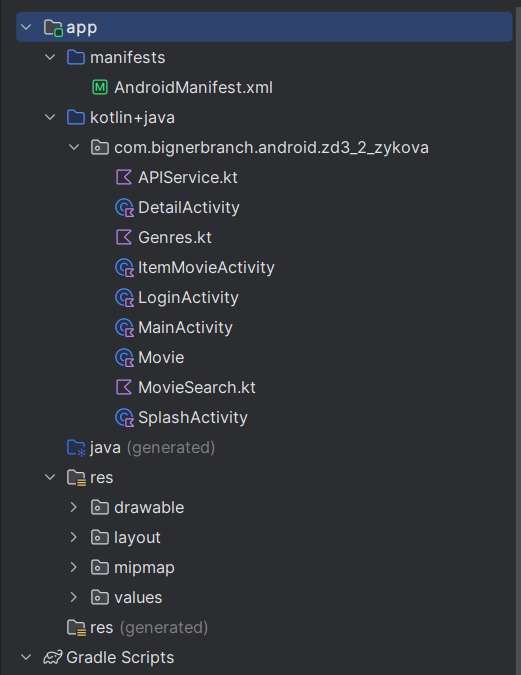 app
manifests
AndroidManifest.xml
kotlin+java
com.bignerbranch.android.zd3_2_zykova
APIService.kt
DetailActivity
Genres.kt
ItemMovieActivity
LoginActivity
MainActivity
Movie
MovieSearch.kt
SplashActivity
java (generated)
res
drawable
layout
mipmap
values
res (generated)
Gradle Scripts